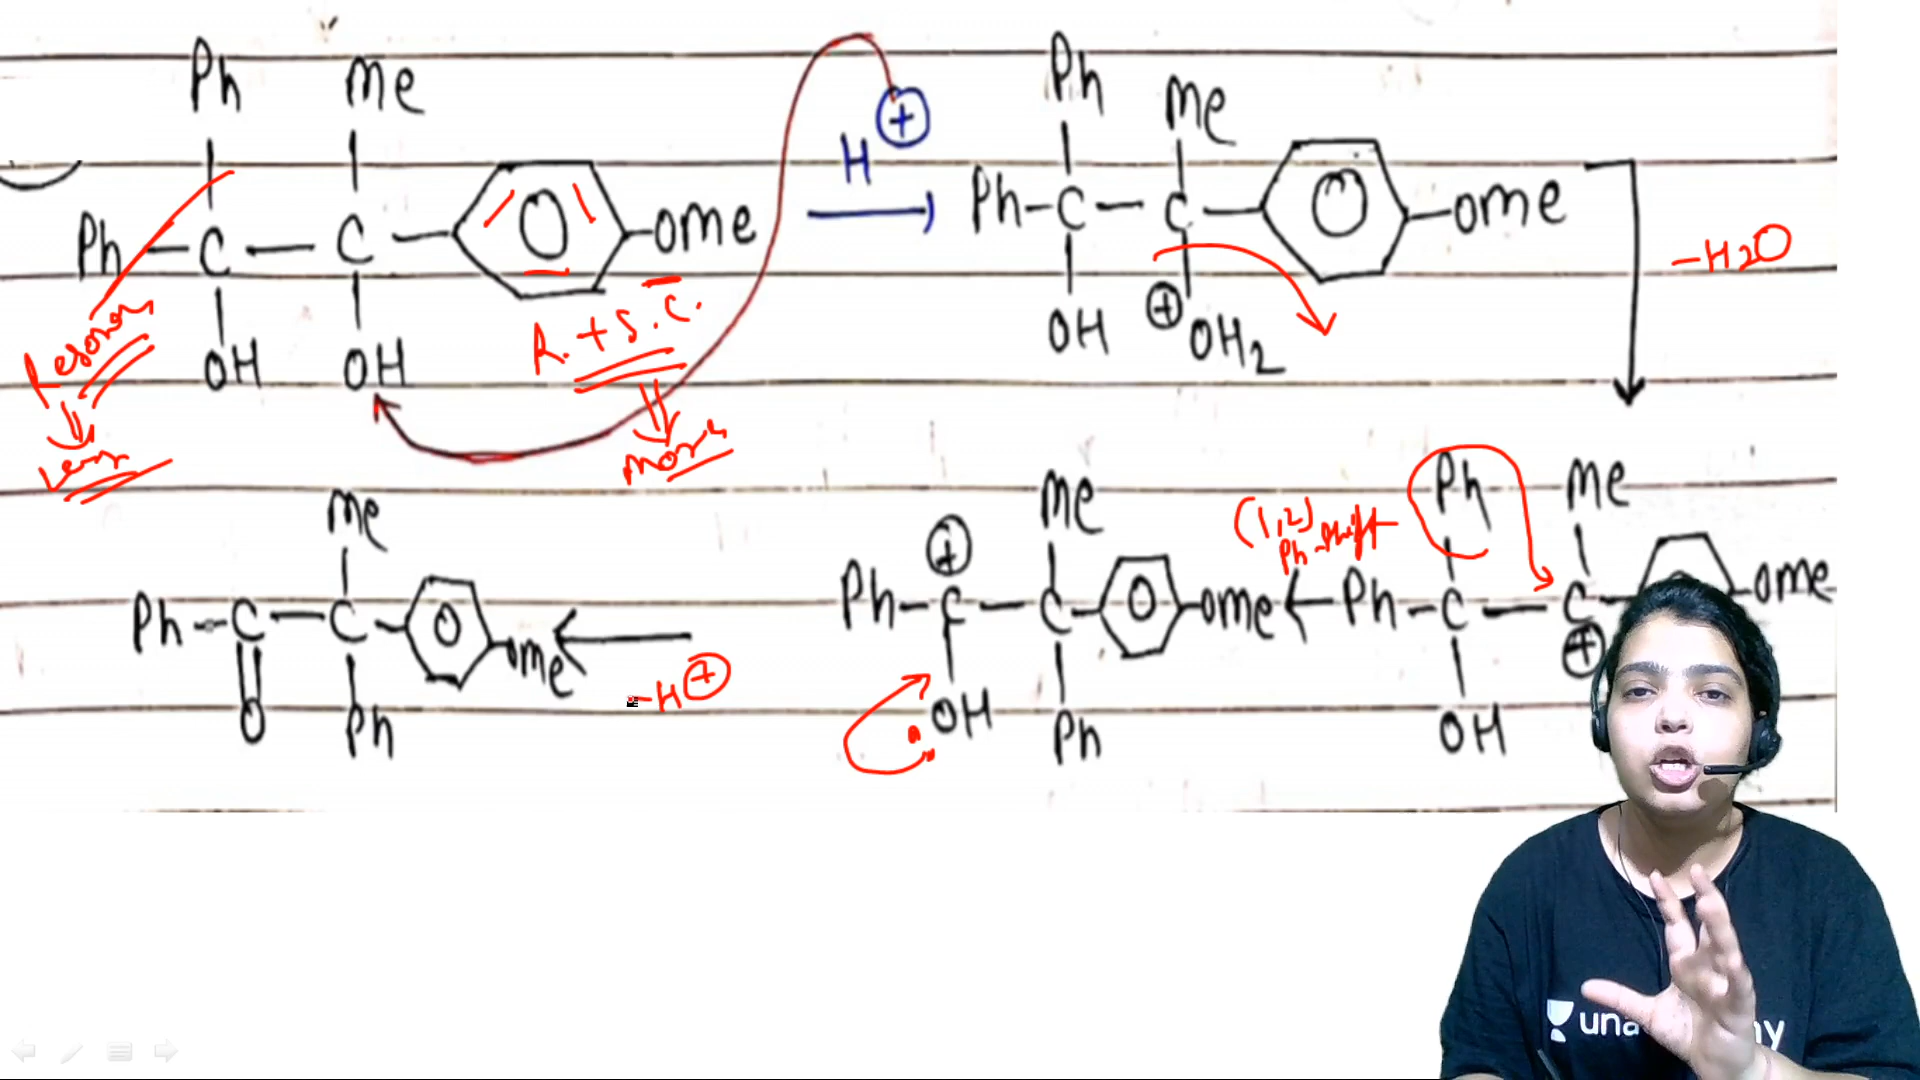 Ph Me
Ph-C-C-OMe
OH OH
H⊕
Ph Me
Ph-C-C-OMe
OH ⊕OH2
-H2O
R. + S.C.
More
Less
Ph Me
Ph-C-C-OMe
⊕
OH
(1,2)
Ph-shift
⊕ Me
Ph-C-C-OMe
OH Ph
-H⊕
Me
Ph-C-C-OMe
O Ph
una my